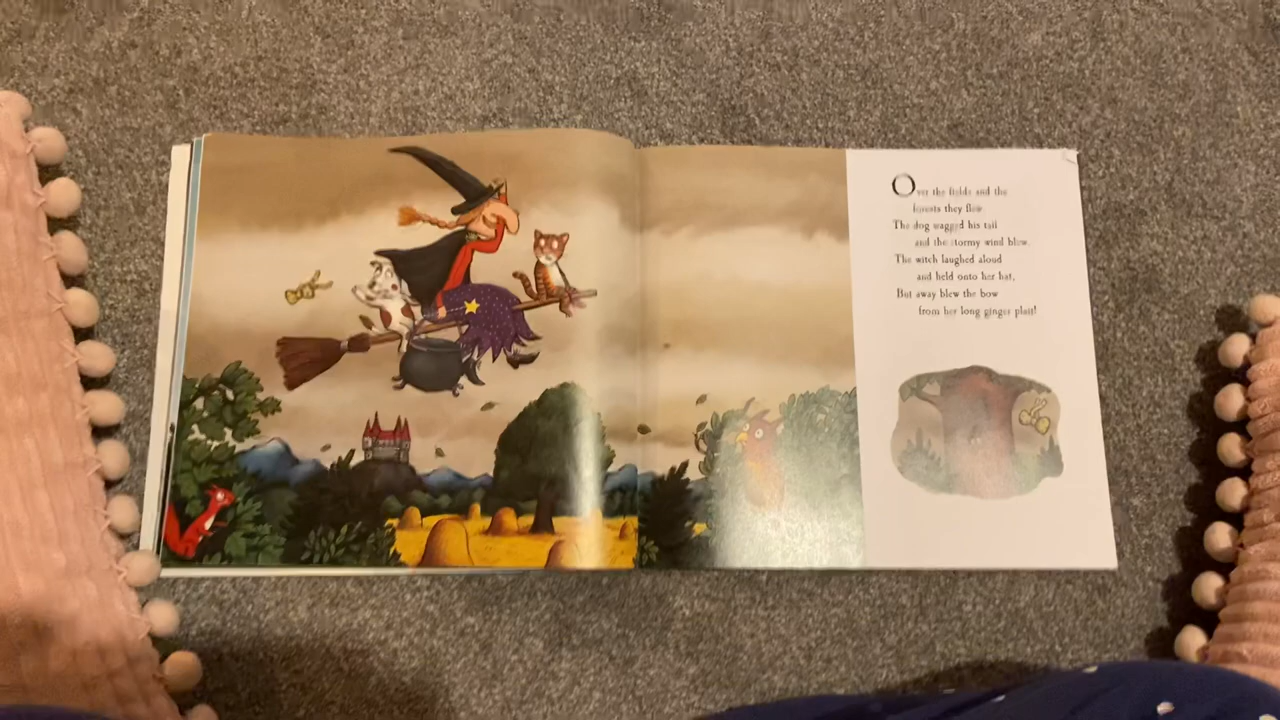 Over the fields and the
forests they flew
The dog wagged his tail
and the stormy wind blew
The witch laughed aloud
and held onto her hat,
But away blew the bow
from her long ginger plait!